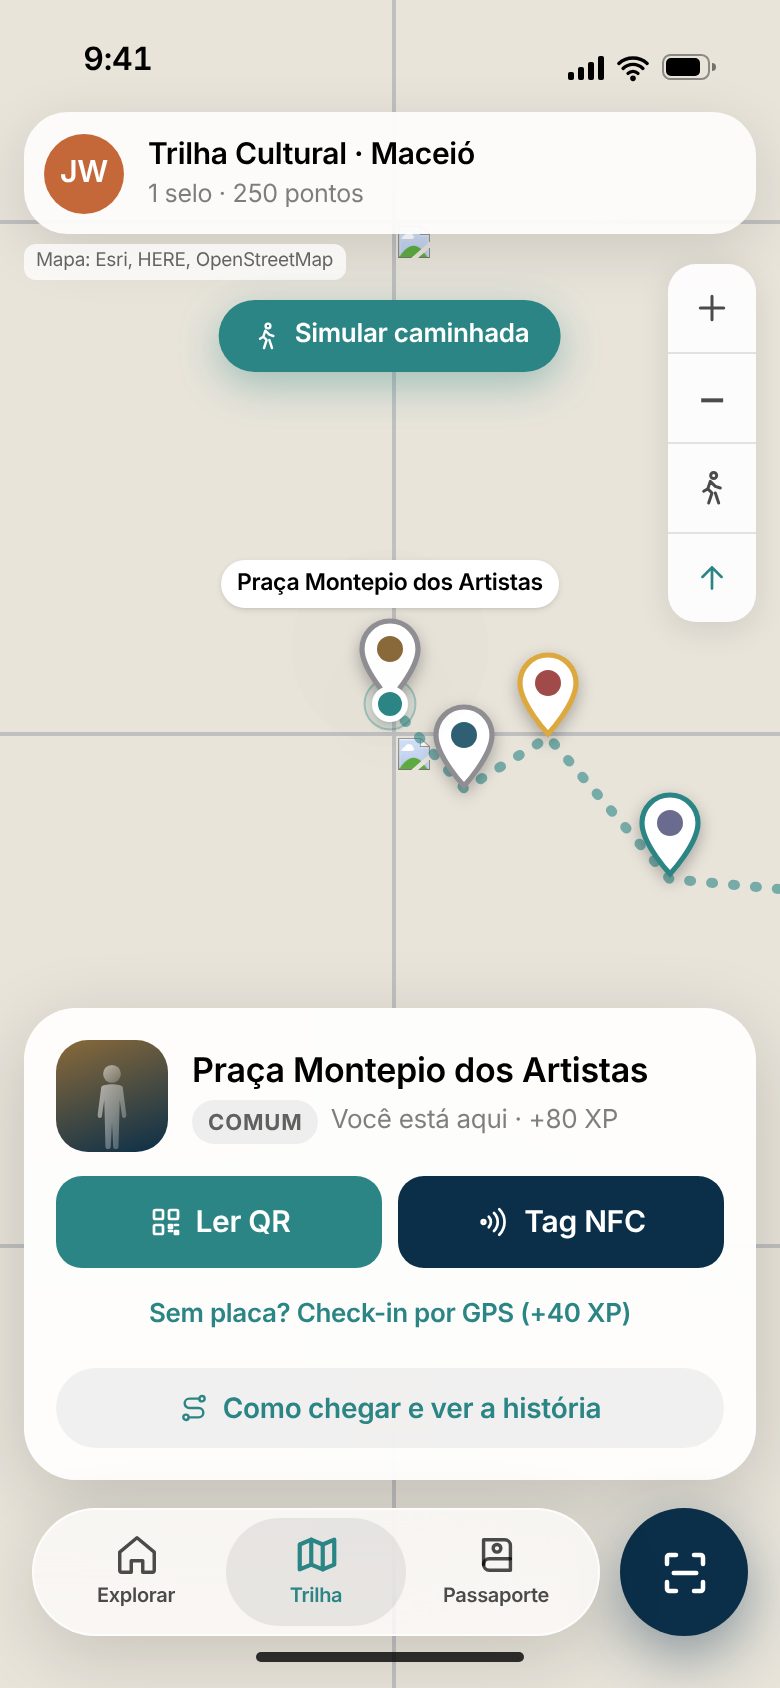 9:41
JW
Trilha Cultural · Maceió
1 selo · 250 pontos
Mapa: Esri, HERE, OpenStreetMap
Simular caminhada
Praça Montepio dos Artistas
Praça Montepio dos Artistas
COMUM Você está aqui · +80 XP
Ler QR
Tag NFC
Sem placa? Check-in por GPS (+40 XP)
Como chegar e ver a história
Explorar
Trilha
Passaporte